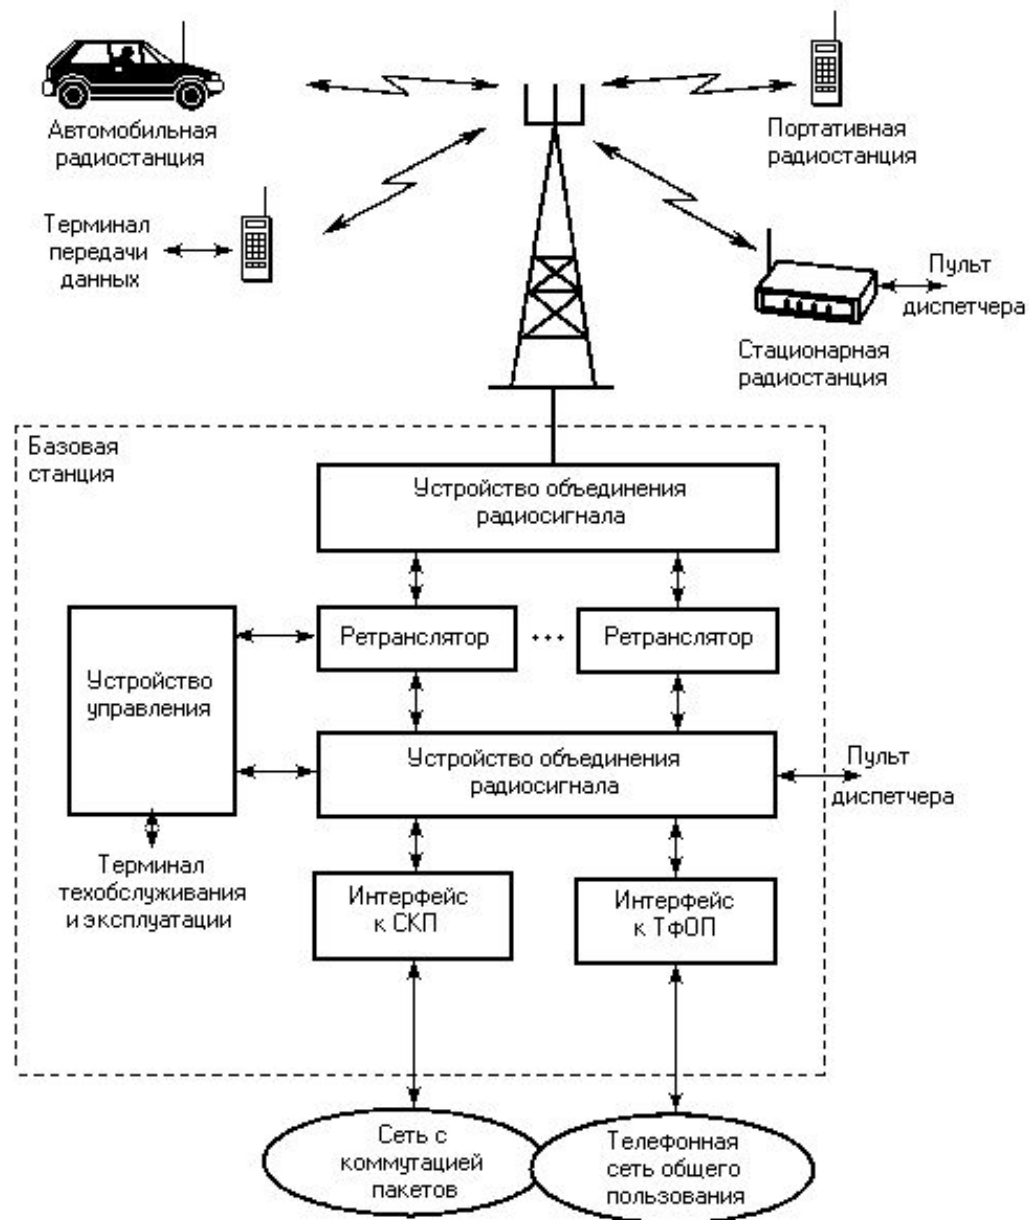 Автомобильная
радиостанция
Портативная
радиостанция
Терминал
передачи
данных
Пульт
диспетчера
Стационарная
радиостанция
Базовая
станция
Устройство объединения
радиосигнала
Ретранслятор
...
Ретранслятор
Устройство
управления
Устройство объединения
радиосигнала
Пульт
диспетчера
Терминал
техобслуживания
и эксплуатации
Интерфейс
к СКП
Интерфейс
к ТфОП
Сеть с
коммутацией
пакетов
Телефонная
сеть общего
пользования